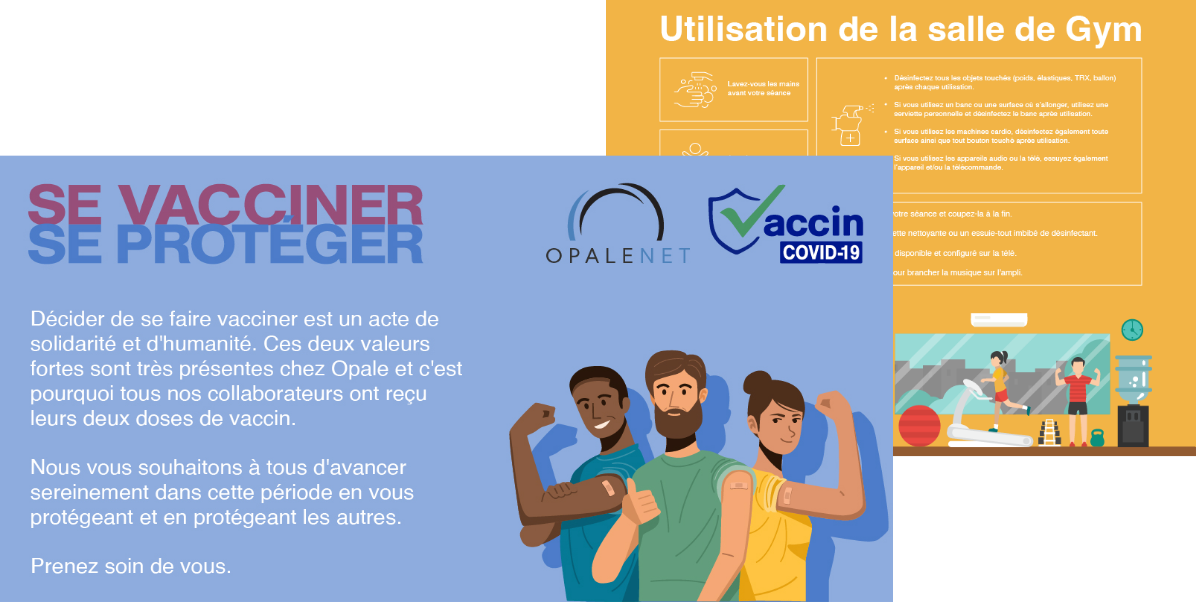 Utilisation de la salle de Gym
Lavez-vous les mains
avant votre séance
• Désinfectez tous les objets touchés (poids, élastiques, TRX, ballon)
après chaque utilisation.
• Si vous utilisez un banc ou une surface où s'allonger, utilisez une
serviette personnelle et désinfectez le banc après utilisation.
• Si vous utilisez les machines cardio, désinfectez également toute
surface ainsi que tout bouton touché après utilisation.
Si vous utilisez les appareils audio ou la télé, essuyez également
l'appareil et/ou la télécommande.
votre séance et coupez-la à la fin.
nettoyante ou un essuie-tout imbibé de désinfectant.
disponible et configuré sur la télé.
pour brancher la musique sur l'ampli.
SE VACCINER
SE PROTÉGER
OPALENET
Vaccin
COVID-19
Décider de se faire vacciner est un acte de
solidarité et d'humanité. Ces deux valeurs
fortes sont très présentes chez Opale et c'est
pourquoi tous nos collaborateurs ont reçu
leurs deux doses de vaccin.
Nous vous souhaitons à tous d'avancer
sereinement dans cette période en vous
protégeant et en protégeant les autres.
Prenez soin de vous.